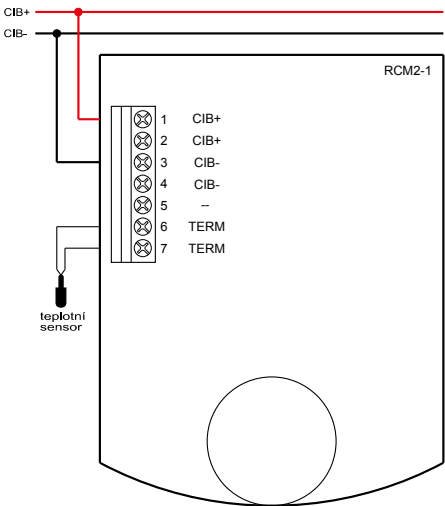 CIB+
CIB-
RCM2-1
1 CIB+
2 CIB+
3 CIB-
4 CIB-
5 --
6 TERM
7 TERM
teplotní
sensor